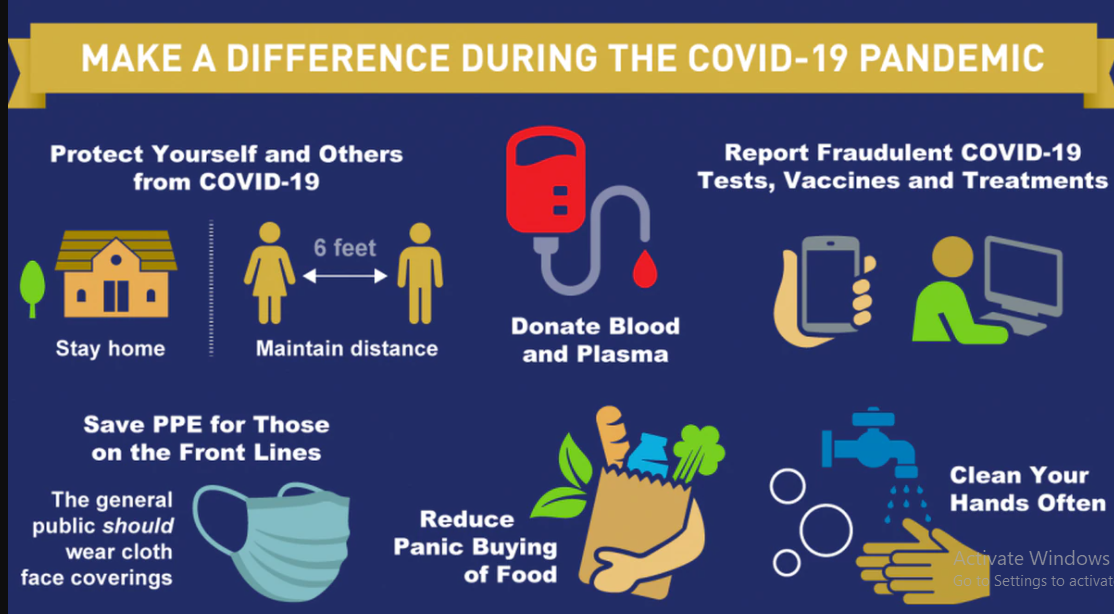 MAKE A DIFFERENCE DURING THE COVID-19 PANDEMIC
Protect Yourself and Others
from COVID-19
6 feet
Stay home
Maintain distance
Donate Blood
and Plasma
Report Fraudulent COVID-19
Tests, Vaccines and Treatments
Save PPE for Those
on the Front Lines
The general
public should
wear cloth
face coverings
Reduce
Panic Buying
of Food
Clean Your
Hands Often
Activate Windows
Go to Settings to activat